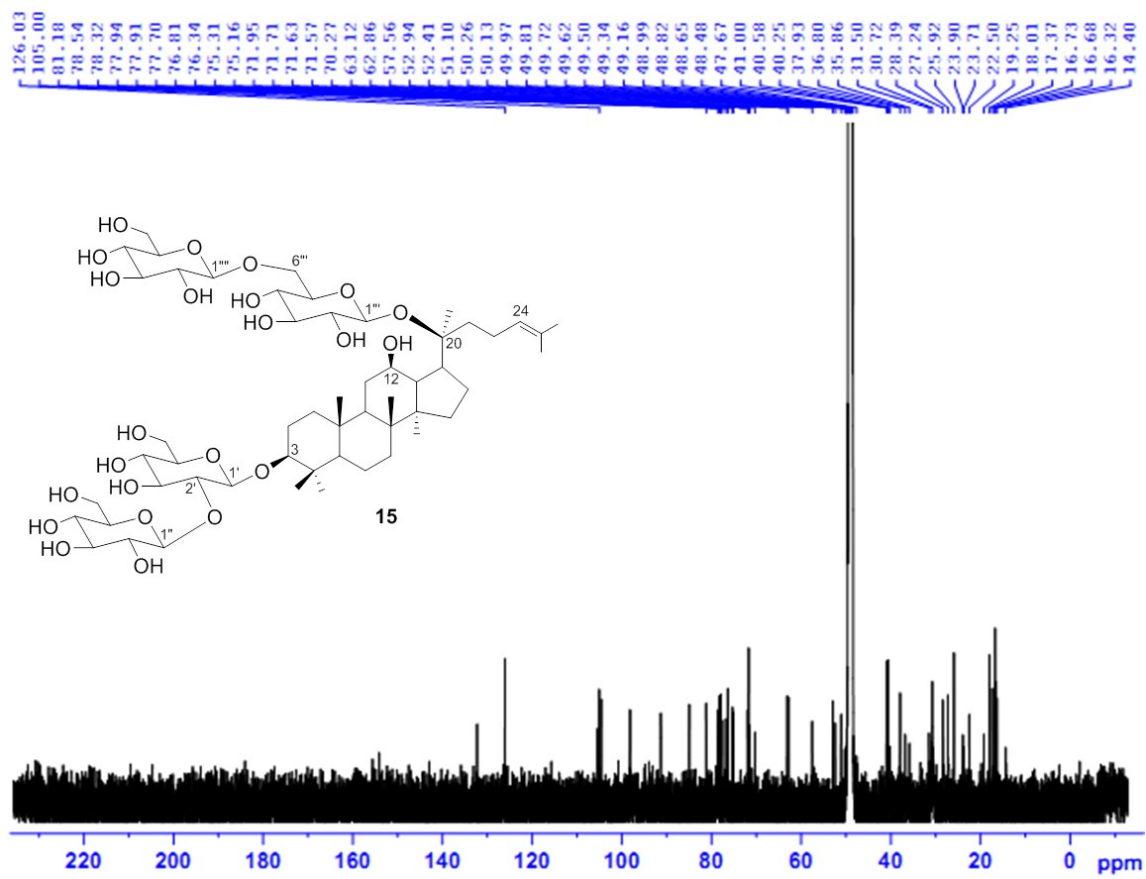 126.03 105.00 81.18 78.54 78.32 77.94 77.91 77.70 76.81 76.34 75.31 75.16 71.95 71.71 71.63 71.57 70.27 63.12 62.86 57.56 52.94 52.41 51.10 50.26 50.13 49.97 49.81 49.72 49.62 49.50 49.34 49.16 48.99 48.82 48.65 48.48 47.67 41.00 40.58 40.25 37.93 36.80 35.86 31.50 30.72 28.39 27.24 25.92 23.90 23.71 22.50 19.25 18.01 17.37 16.73 16.68 16.32 14.40
HO
HO O 1'''' O 6'''
HO
OH HO O 1''' O 24
HO
OH OH 20
12
HO
HO O 1' O 3
HO 2'
HO
HO O 1'' O 15
HO
OH
220 200 180 160 140 120 100 80 60 40 20 0 ppm